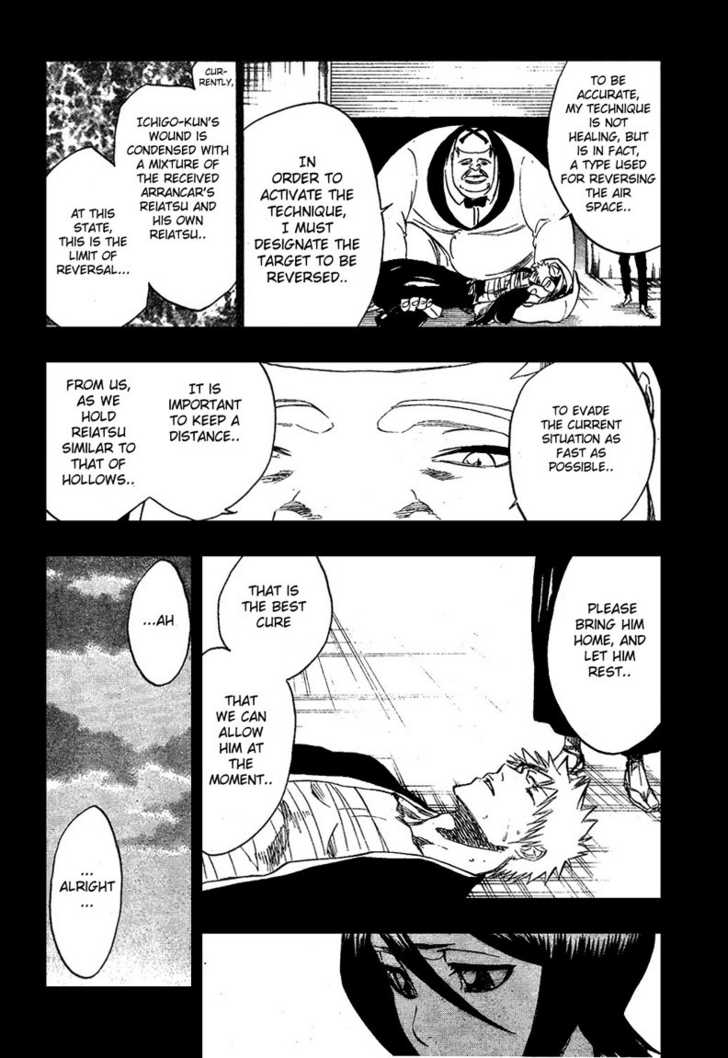 TO BE
ACCURATE,
MY TECHNIQUE
IS NOT
HEALING, BUT
IS IN FACT,
A TYPE USED
FOR REVERSING
THE AIR
SPACE..
IN
ORDER TO
ACTIVATE THE
TECHNIQUE,
I MUST
DESIGNATE THE
TARGET TO BE
REVERSED..
CUR-
RENTLY,
ICHIGO-KUN'S
WOUND IS
CONDENSED WITH
A MIXTURE OF
THE RECEIVED
ARRANCAR'S
REIATSU AND
HIS OWN
REIATSU..
AT THIS
STATE,
THIS IS THE
LIMIT OF
REVERSAL...
TO EVADE
THE CURRENT
SITUATION AS
FAST AS
POSSIBLE..
IT IS
IMPORTANT
TO KEEP A
DISTANCE..
FROM US,
AS WE
HOLD
REIATSU
SIMILAR TO
THAT OF
HOLLOWS..
PLEASE
BRING HIM
HOME, AND
LET HIM
REST..
THAT IS
THE BEST
CURE
THAT
WE CAN
ALLOW
HIM AT
THE
MOMENT..
...AH
...
ALRIGHT
...